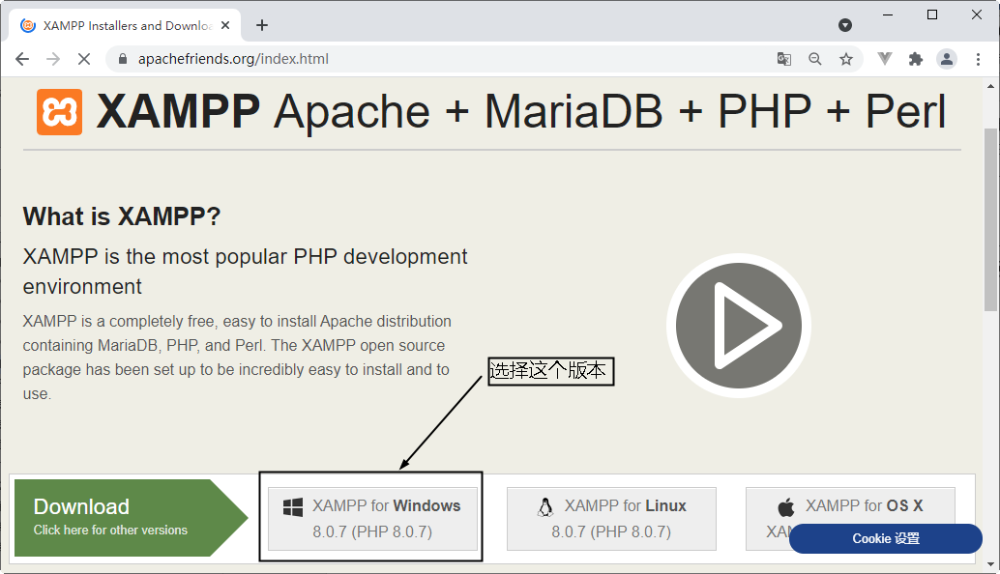 XAMPP Installers and Downloa
apachefriends.org/index.html
XAMPP Apache + MariaDB + PHP + Perl
What is XAMPP?
XAMPP is the most popular PHP development
environment
XAMPP is a completely free, easy to install Apache distribution
containing MariaDB, PHP, and Perl. The XAMPP open source
package has been set up to be incredibly easy to install and to
use.
选择这个版本
Download
Click here for other versions
XAMPP for Windows
8.0.7 (PHP 8.0.7)
XAMPP for Linux
8.0.7 (PHP 8.0.7)
XAMPP for OS X
XAM
Cookie 设置